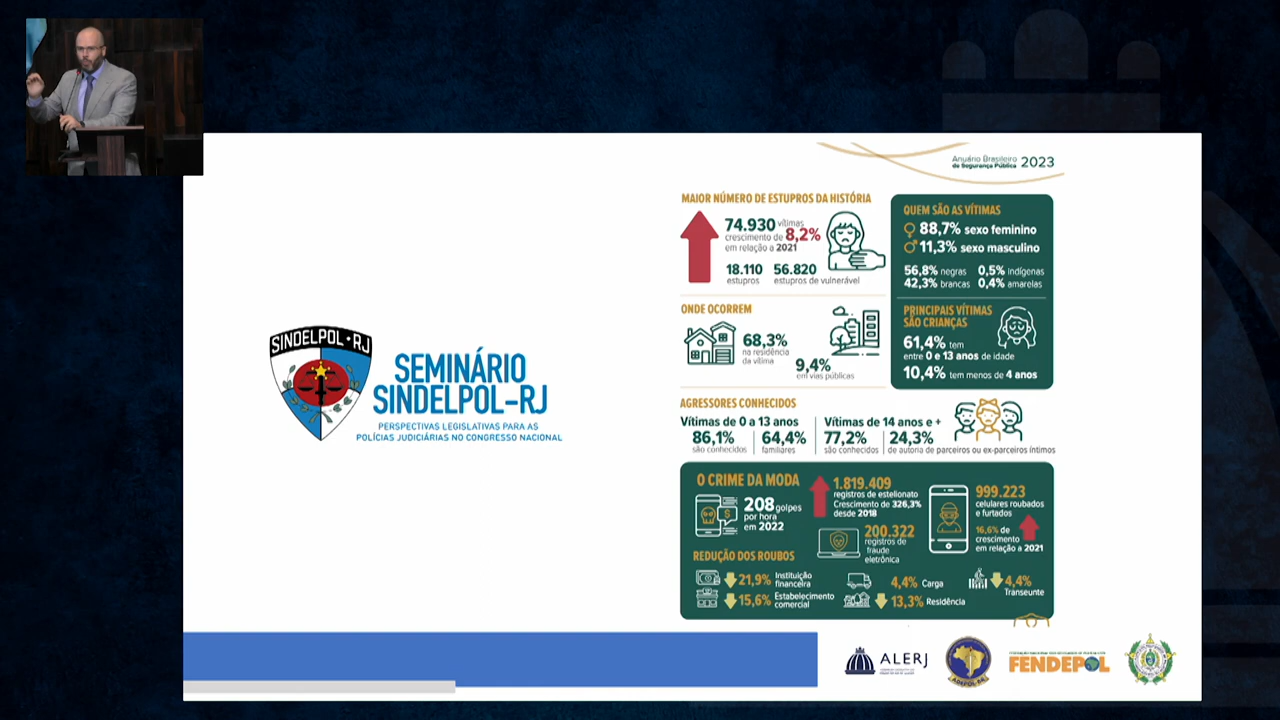 SINDELPOL•RJ
SEMINÁRIO
SINDELPOL-RJ
PERSPECTIVAS LEGISLATIVAS PARA AS
POLÍCIAS JUDICIÁRIAS NO CONGRESSO NACIONAL
Anuário Brasileiro
de Segurança Pública 2023
MAIOR NÚMERO DE ESTUPROS DA HISTÓRIA
74.930 vítimas
crescimento de 8,2%
em relação a 2021
18.110 estupros
56.820 estupros de vulnerável
QUEM SÃO AS VÍTIMAS
88,7% sexo feminino
11,3% sexo masculino
56,8% negras 0,5% indígenas
42,3% brancas 0,4% amarelas
ONDE OCORREM
68,3%
na residência
da vítima
9,4%
em vias públicas
PRINCIPAIS VÍTIMAS
SÃO CRIANÇAS
61,4% tem
entre 0 e 13 anos de idade
10,4% tem menos de 4 anos
AGRESSORES CONHECIDOS
Vítimas de 0 a 13 anos
86,1% são conhecidos
64,4% familiares
Vítimas de 14 anos e +
77,2% são conhecidos
24,3% de autoria de parceiros ou ex-parceiros íntimos
O CRIME DA MODA
208 golpes
por hora
em 2022
1.819.409
registros de estelionato
Crescimento de 326,3%
desde 2018
200.322
registros de
fraude
eletrônica
999.223
celulares roubados
e furtados
16,6% de
crescimento
em relação a 2021
REDUÇÃO DOS ROUBOS
21,9% Instituição
financeira
4,4% Carga
4,4%
Transeunte
15,6% Estabelecimento
comercial
13,3% Residência
ALERJ
FENDEPOL